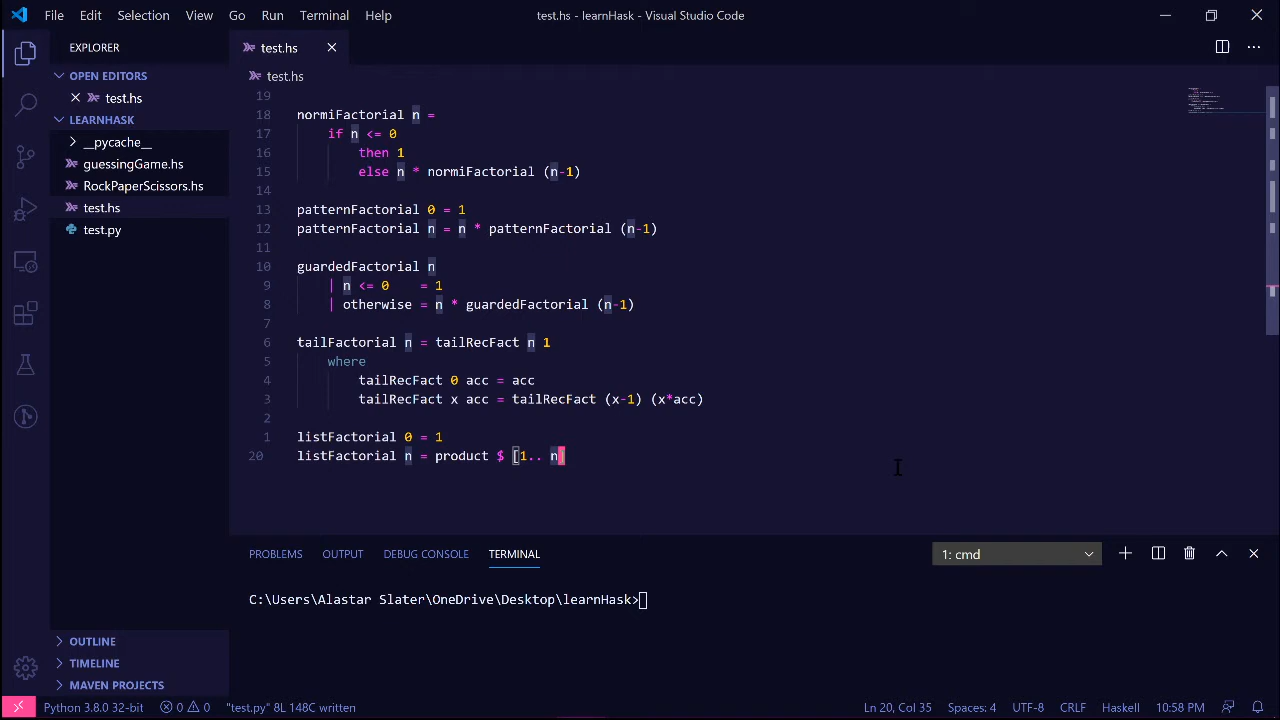 File Edit Selection View Go Run Terminal Help test.hs - learnHask - Visual Studio Code
EXPLORER
OPEN EDITORS
test.hs
LEARNHASK
__pycache__
guessingGame.hs
RockPaperScissors.hs
test.hs
test.py
OUTLINE
TIMELINE
MAVEN PROJECTS
test.hs
test.hs
19
18 normiFactorial n =
17 if n <= 0
16 then 1
15 else n * normiFactorial (n-1)
14
13 patternFactorial 0 = 1
12 patternFactorial n = n * patternFactorial (n-1)
11
10 guardedFactorial n
9 | n <= 0 = 1
8 | otherwise = n * guardedFactorial (n-1)
7
6 tailFactorial n = tailRecFact n 1
5 where
4 tailRecFact 0 acc = acc
3 tailRecFact x acc = tailRecFact (x-1) (x*acc)
2
1 listFactorial 0 = 1
20 listFactorial n = product $ [1.. n]
PROBLEMS OUTPUT DEBUG CONSOLE TERMINAL 1: cmd
C:\Users\Alastar Slater\OneDrive\Desktop\learnHask>
Python 3.8.0 32-bit 0 0 "test.py" 8L 148C written Ln 20, Col 35 Spaces: 4 UTF-8 CRLF Haskell 10:58 PM